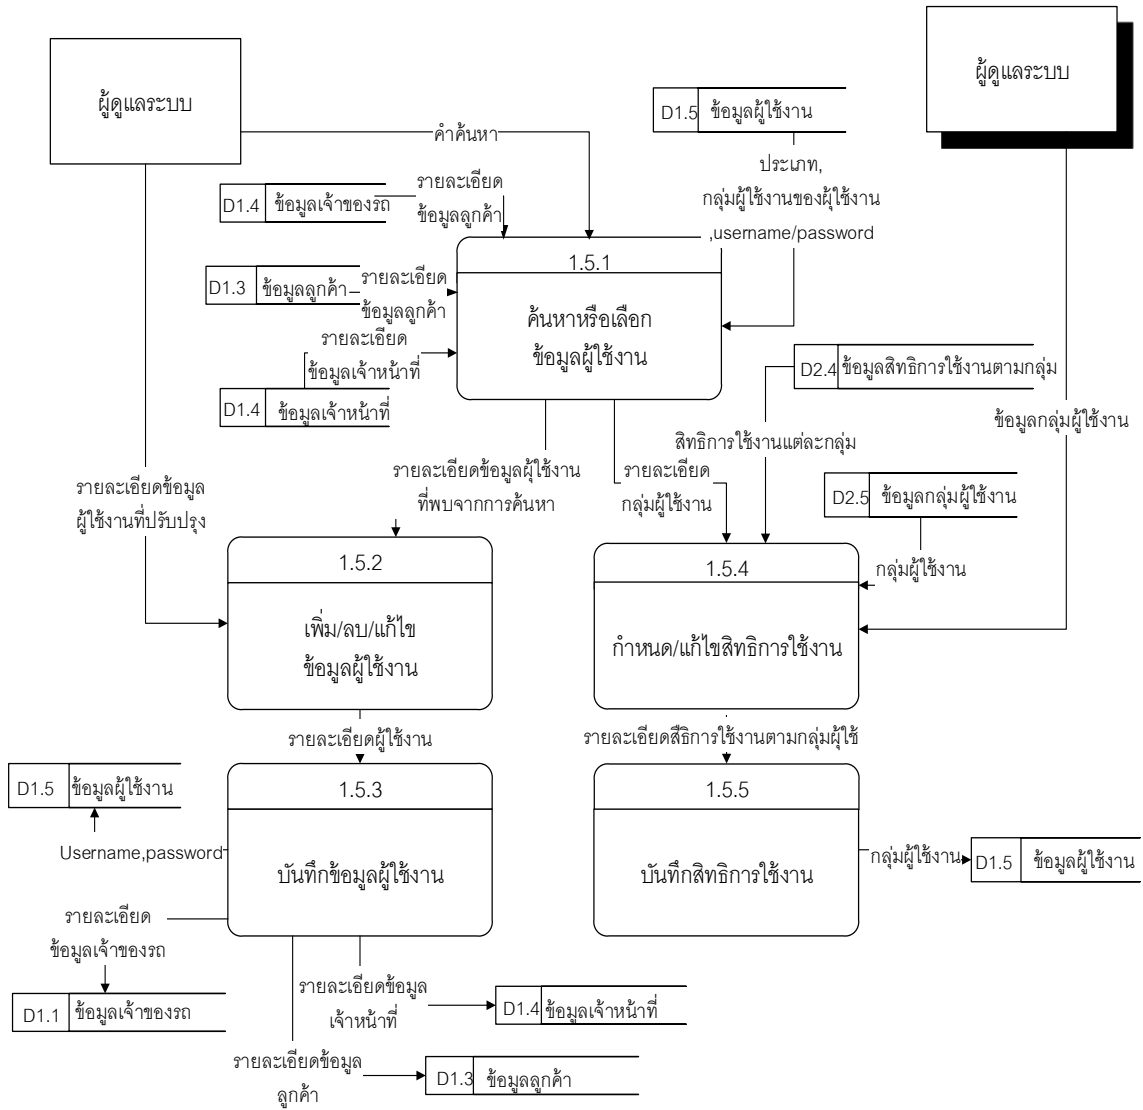 ผู้ดูแลระบบ
ผู้ดูแลระบบ
คำค้นหา
D1.5 ข้อมูลผู้ใช้งาน
ประเภท,
กลุ่มผู้ใช้งานของผุ้ใช้งาน
,username/password
รายละเอียด
ข้อมูลลูกค้า
D1.4 ข้อมูลเจ้าของรถ
1.5.1
ค้นหาหรือเลือก
ข้อมูลผู้ใช้งาน
D1.3 ข้อมูลลูกค้า
รายละเอียด
ข้อมูลลูกค้า
รายละเอียด
ข้อมูลเจ้าหน้าที่
D1.4 ข้อมูลเจ้าหน้าที่
D2.4 ข้อมูลสิทธิการใช้งานตามกลุ่ม
ข้อมูลกลุ่มผู้ใช้งาน
สิทธิการใช้งานแต่ละกลุ่ม
รายละเอียดข้อมูลผุ้ใช้งาน
ที่พบจากการค้นหา
รายละเอียด
กลุ่มผู้ใช้งาน
รายละเอียดข้อมูล
ผู้ใช้งานที่ปรับปรุง
D2.5 ข้อมูลกลุ่มผู้ใช้งาน
กลุ่มผู้ใช้งาน
1.5.2
เพิ่ม/ลบ/แก้ไข
ข้อมูลผู้ใช้งาน
1.5.4
กำหนด/แก้ไขสิทธิการใช้งาน
รายละเอียดผู้ใช้งาน
รายละเอียดสืธิการใช้งานตามกลุ่มผุ้ใช้
D1.5 ข้อมูลผู้ใช้งาน
Username,password
1.5.3
บันทึกข้อมูลผู้ใช้งาน
1.5.5
บันทึกสิทธิการใช้งาน
กลุ่มผู้ใช้งาน
D1.5 ข้อมูลผู้ใช้งาน
รายละเอียด
ข้อมูลเจ้าของรถ
D1.1 ข้อมูลเจ้าของรถ
รายละเอียดข้อมูล
เจ้าหน้าที่
D1.4 ข้อมูลเจ้าหน้าที่
รายละเอียดข้อมูล
ลูกค้า
D1.3 ข้อมูลลูกค้า